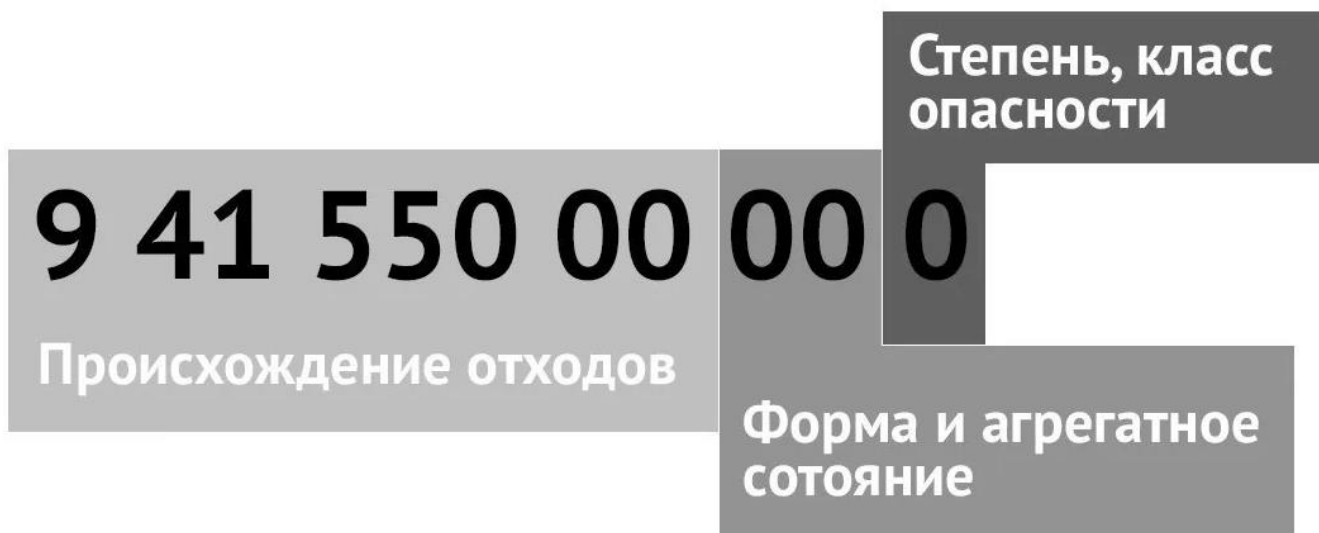 Степень, класс
опасности
9 41 550 00 00 0
Происхождение отходов
Форма и агрегатное
сотояние